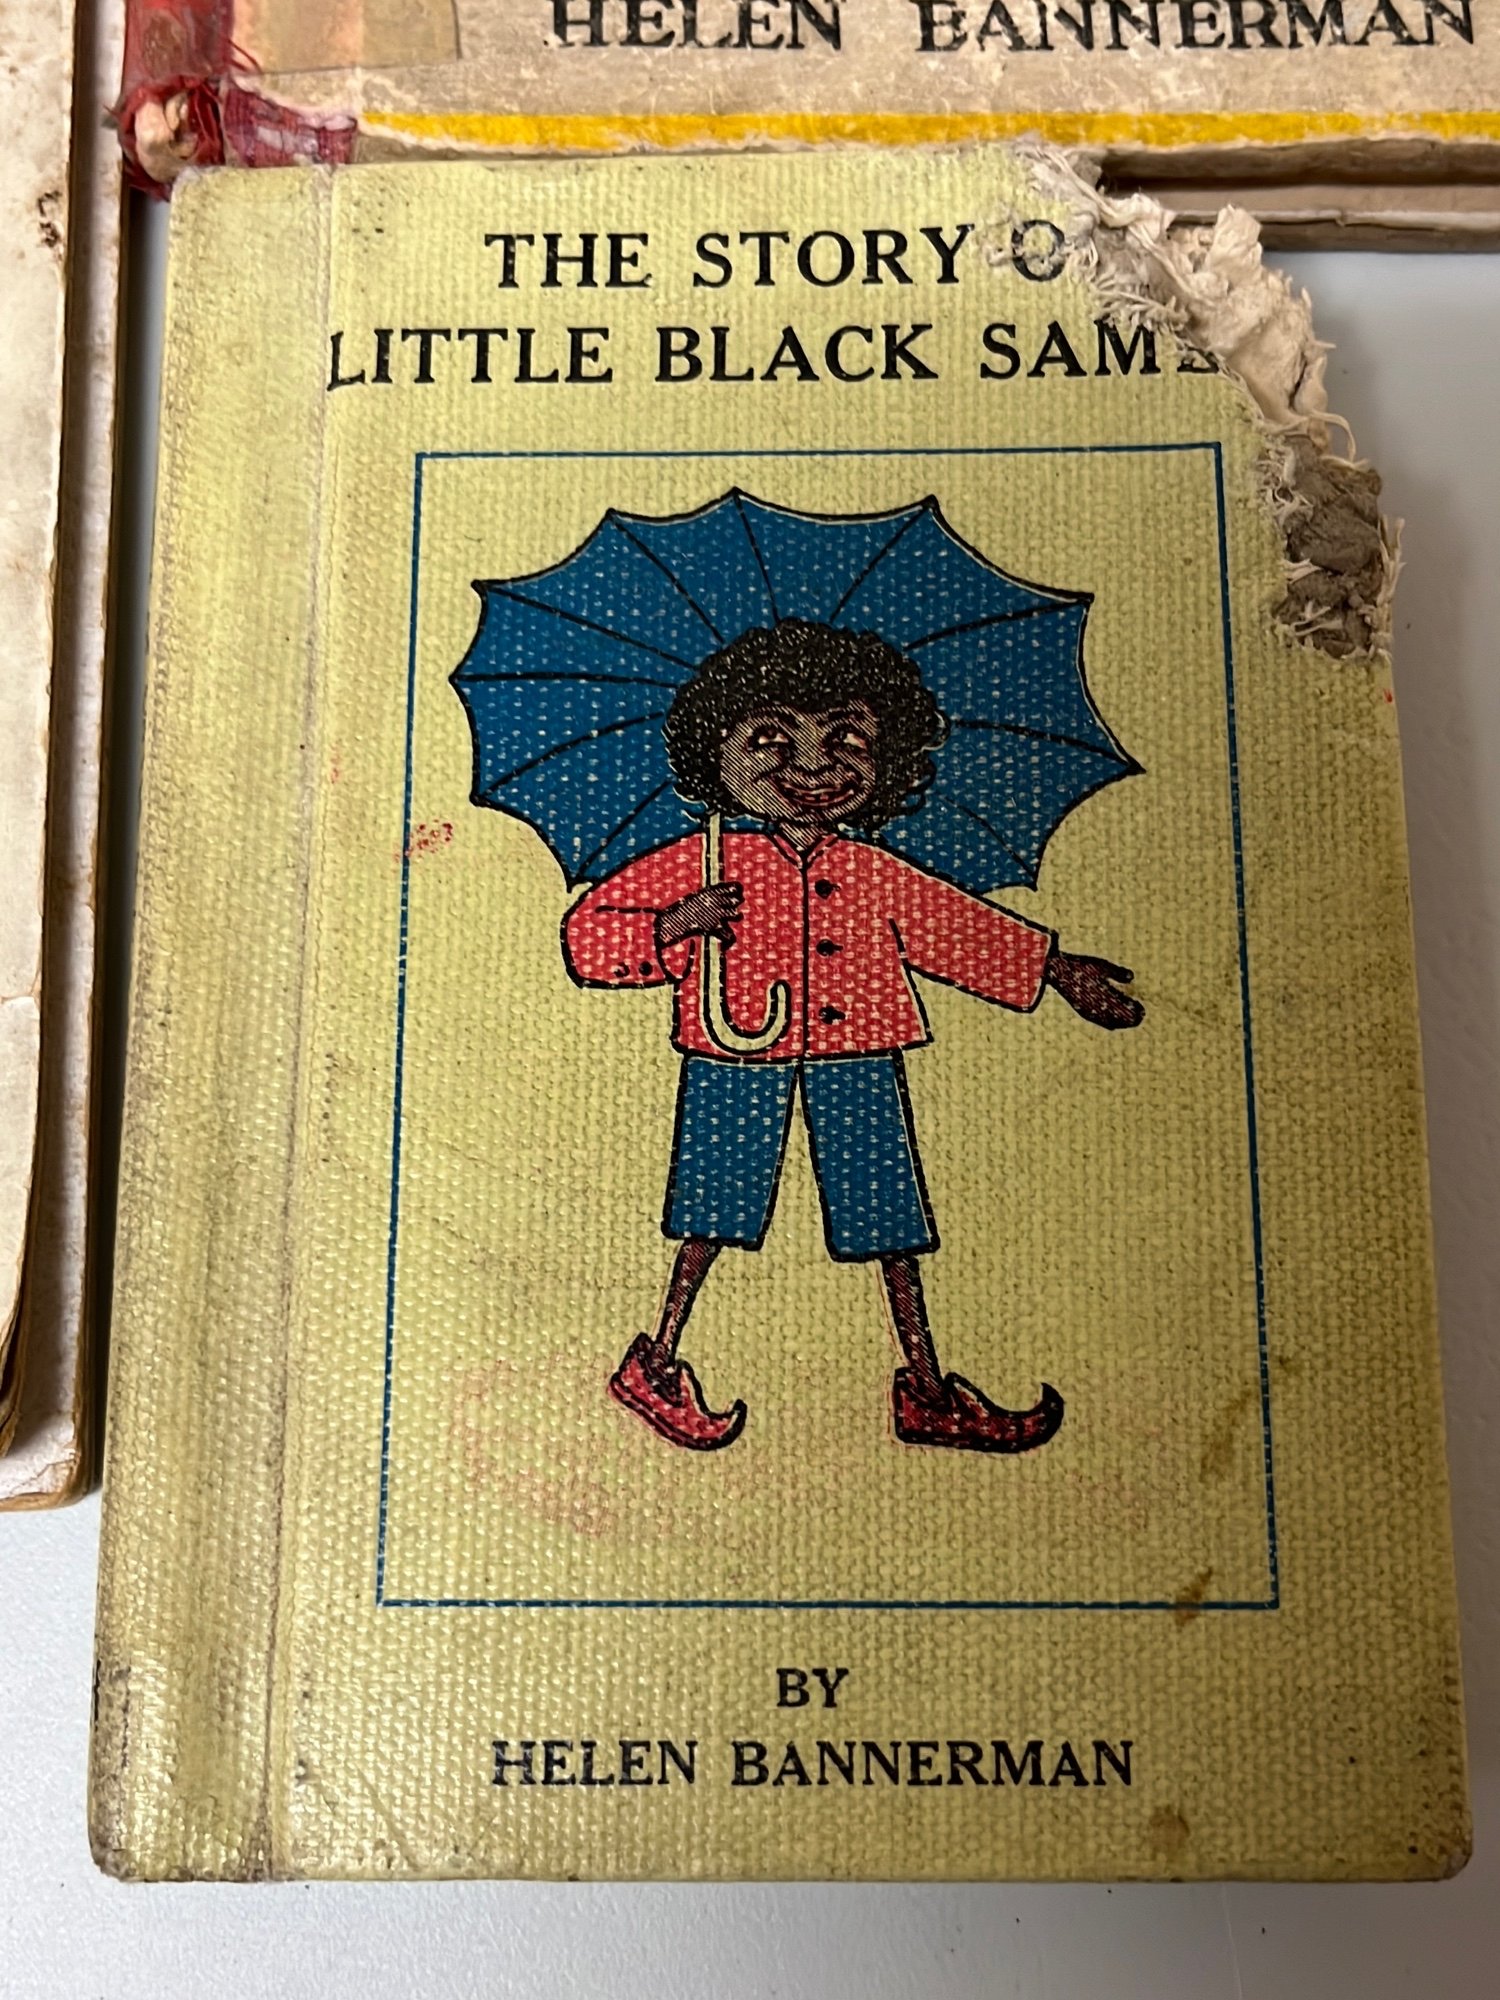 HELEN BANNERMAN
THE STORY O
LITTLE BLACK SAM
BY
HELEN BANNERMAN